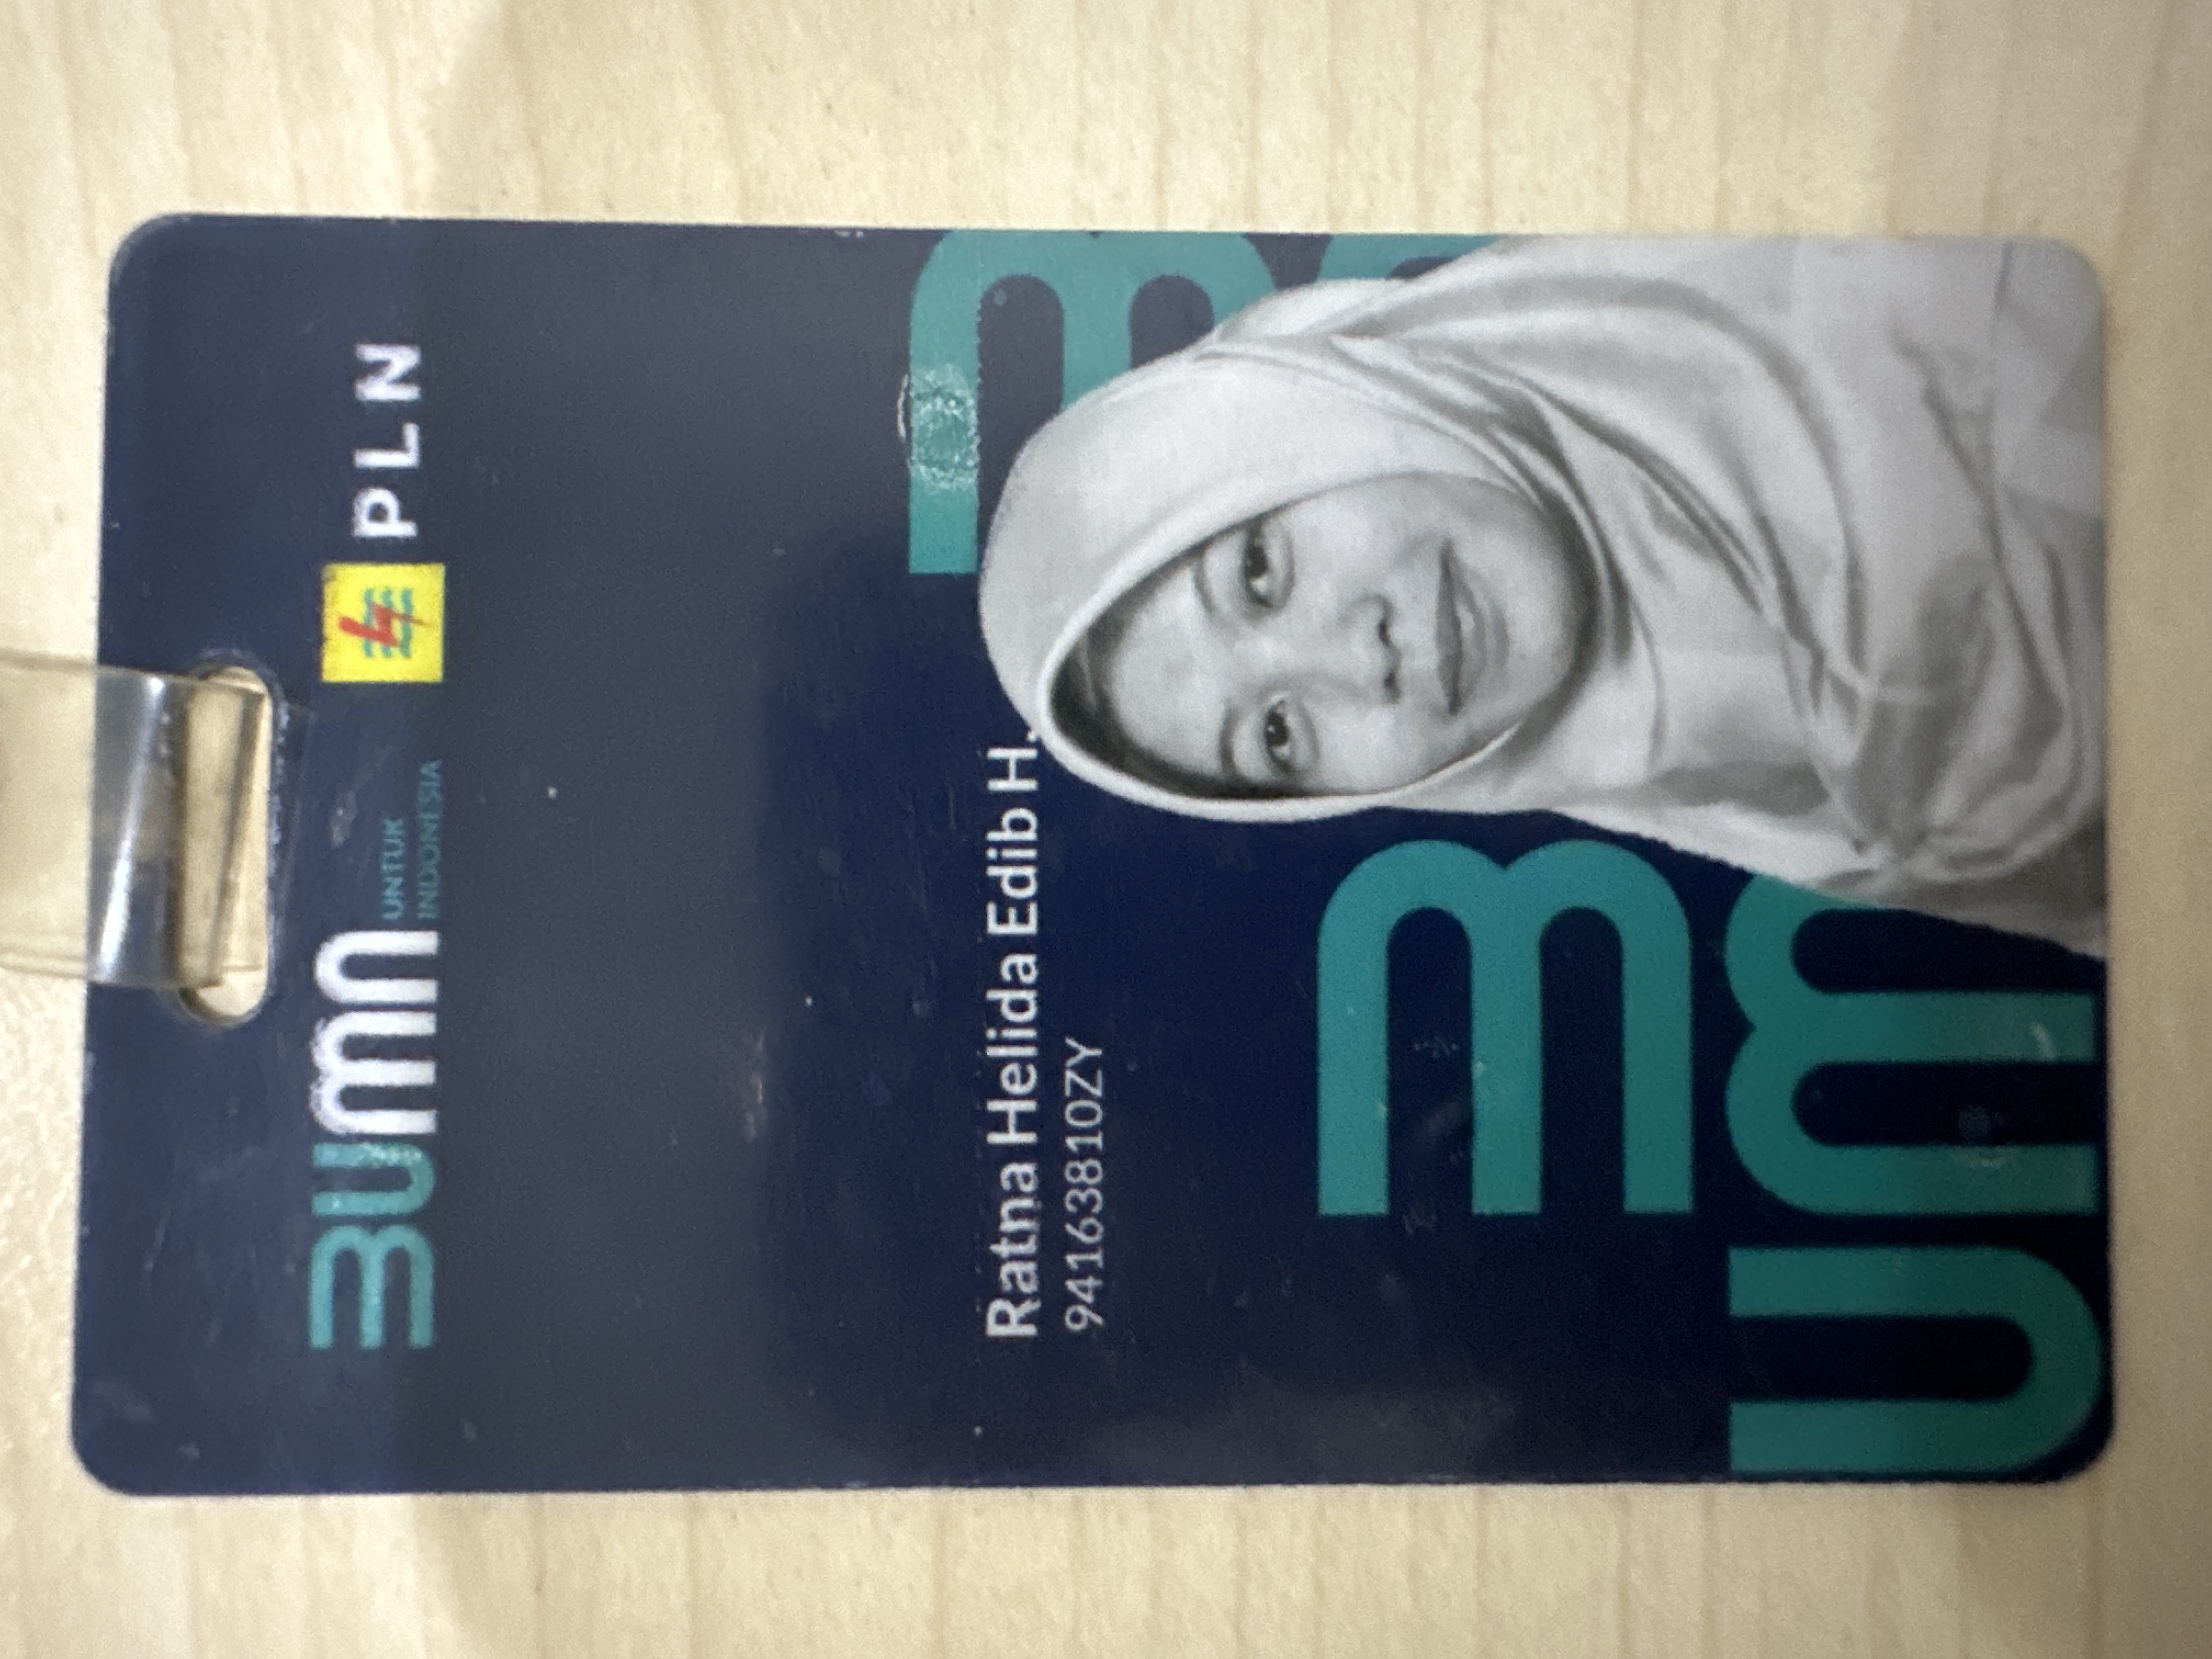 BUMN UNTUK INDONESIA
PLN
Ratna Helida Edib H.
94163810ZY
BUMN